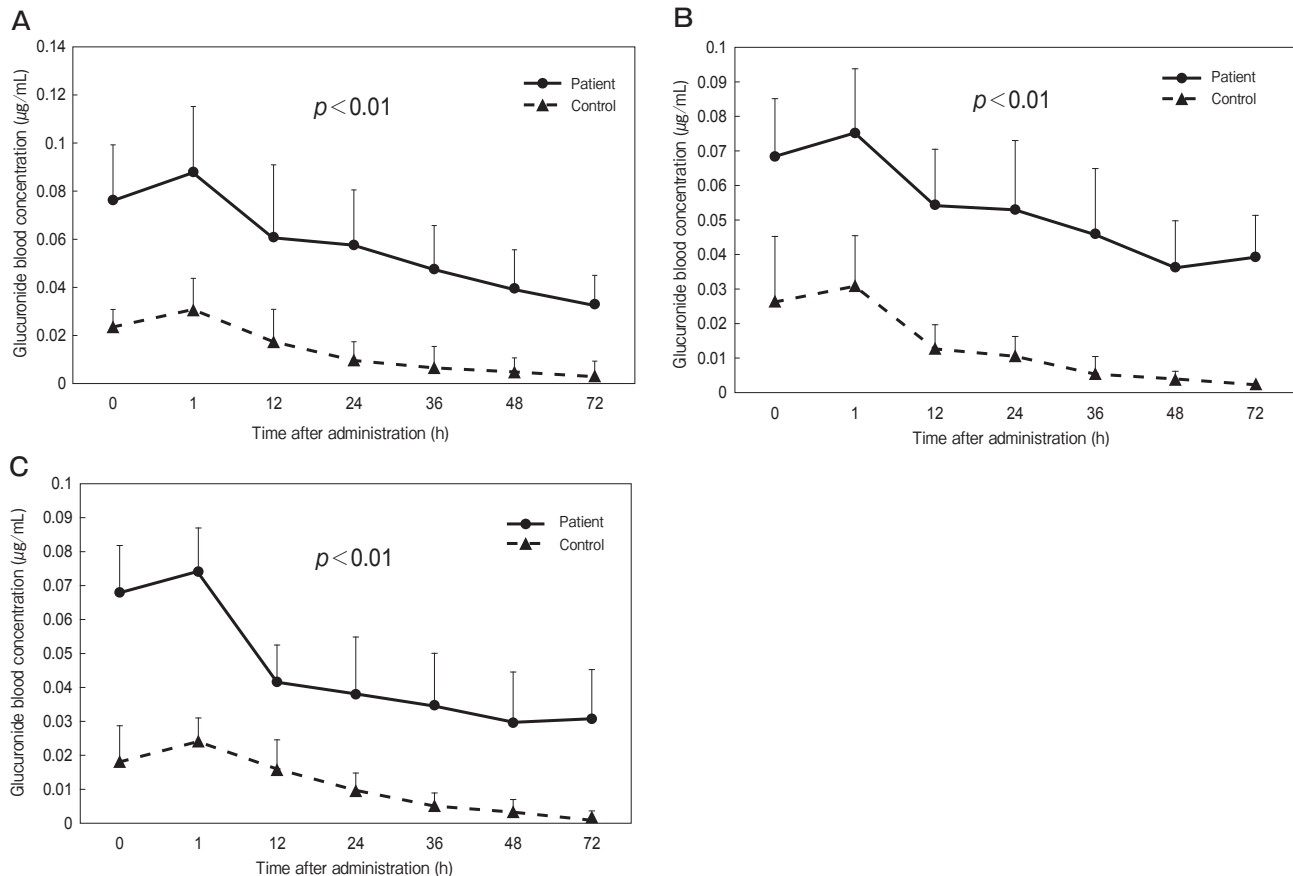 A
Glucuronide blood concentration (μg/mL)
0.14
0.12
0.1
0.08
0.06
0.04
0.02
0
p<0.01
Patient
Control
0 1 12 24 36 48 72
Time after administration (h)
B
Glucuronide blood concentration (μg/mL)
0.1
0.09
0.08
0.07
0.06
0.05
0.04
0.03
0.02
0.01
0
p<0.01
Patient
Control
0 1 12 24 36 48 72
Time after administration (h)
C
Glucuronide blood concentration (μg/mL)
0.1
0.09
0.08
0.07
0.06
0.05
0.04
0.03
0.02
0.01
0
p<0.01
Patient
Control
0 1 12 24 36 48 72
Time after administration (h)